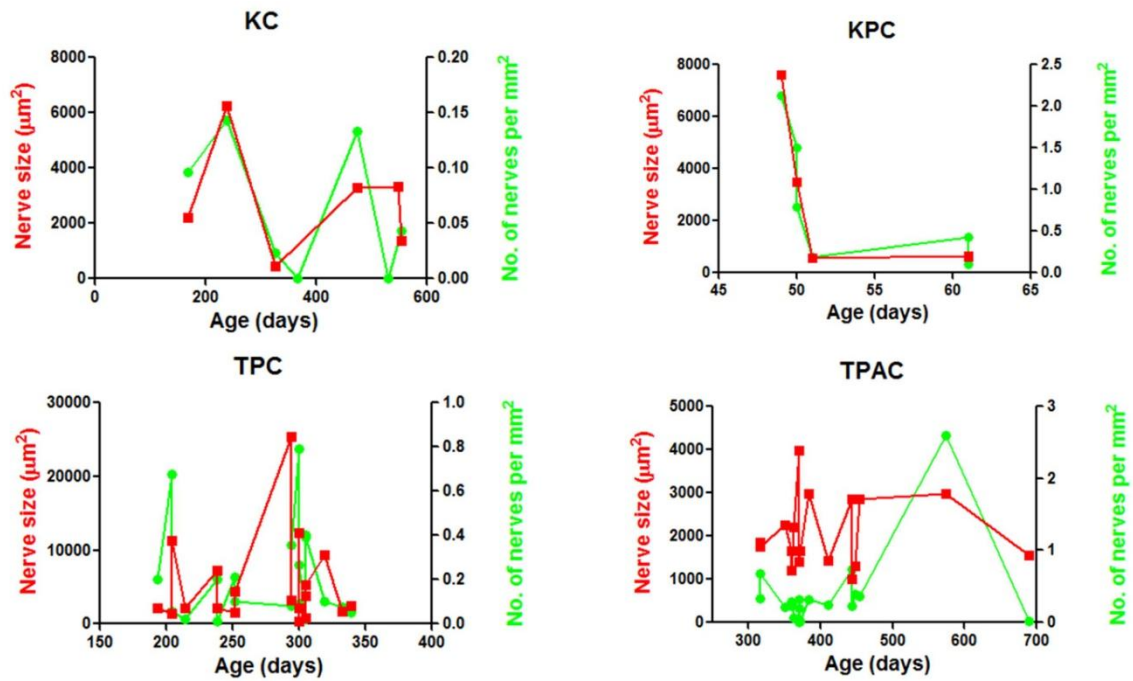 KC
8000
6000
4000
2000
0
Nerve size (µm²)
0.20
0.15
0.10
0.05
0.00
No. of nerves per mm²
0 200 400 600
Age (days)
KPC
8000
6000
4000
2000
0
Nerve size (µm²)
2.5
2.0
1.5
1.0
0.5
0.0
No. of nerves per mm²
45 50 55 60 65
Age (days)
TPC
30000
20000
10000
0
Nerve size (µm²)
1.0
0.8
0.6
0.4
0.2
0.0
No. of nerves per mm²
150 200 250 300 350 400
Age (days)
TPAC
5000
4000
3000
2000
1000
0
Nerve size (µm²)
3
2
1
0
No. of nerves per mm²
300 400 500 600 700
Age (days)